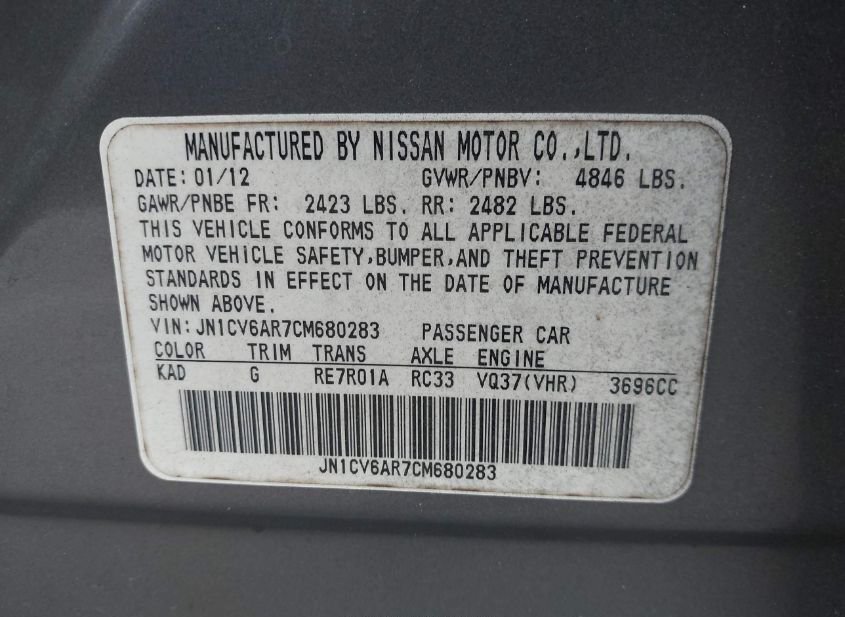 MANUFACTURED BY NISSAN MOTOR CO.,LTD.
DATE: 01/12 GVWR/PNBV: 4846 LBS.
GAWR/PNBE FR: 2423 LBS. RR: 2482 LBS.
THIS VEHICLE CONFORMS TO ALL APPLICABLE FEDERAL
MOTOR VEHICLE SAFETY,BUMPER,AND THEFT PREVENTION
STANDARDS IN EFFECT ON THE DATE OF MANUFACTURE
SHOWN ABOVE.
VIN: JN1CV6AR7CM680283 PASSENGER CAR
COLOR TRIM TRANS AXLE ENGINE
KAD G RE7R01A RC33 VQ37(VHR) 3696CC
JN1CV6AR7CM680283